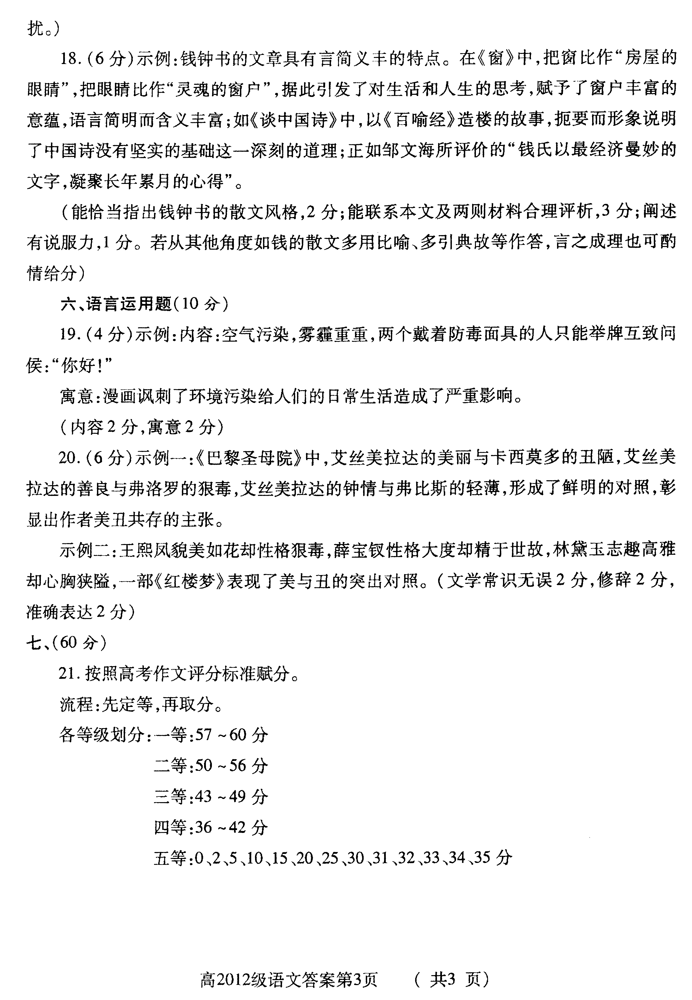 扰。）
18.（6 分）示例：钱钟书的文章具有言简义丰的特点。在《窗》中，把窗比作“房屋的
眼睛”，把眼睛比作“灵魂的窗户”，据此引发了对生活和人生的思考，赋予了窗户丰富的
意蕴，语言简明而含义丰富；如《谈中国诗》中，以《百喻经》造楼的故事，扼要而形象说明
了中国诗没有坚实的基础这一深刻的道理；正如邹文海所评价的“钱氏以最经济曼妙的
文字，凝聚长年累月的心得”。
（能恰当指出钱钟书的散文风格，2 分；能联系本文及两则材料合理评析，3 分；阐述
有说服力，1 分。若从其他角度如钱的散文多用比喻、多引典故等作答，言之成理也可酌
情给分）
六、语言运用题（10 分）
19.（4 分）示例：内容：空气污染，雾霾重重，两个戴着防毒面具的人只能举牌互致问
侯：“你好！”
寓意：漫画讽刺了环境污染给人们的日常生活造成了严重影响。
（内容 2 分，寓意 2 分）
20.（6 分）示例一：《巴黎圣母院》中，艾丝美拉达的美丽与卡西莫多的丑陋，艾丝美
拉达的善良与弗洛罗的狠毒，艾丝美拉达的钟情与弗比斯的轻薄，形成了鲜明的对照，彰
显出作者美丑共存的主张。
示例二：王熙凤貌美如花却性格狠毒，薛宝钗性格大度却精于世故，林黛玉志趣高雅
却心胸狭隘，一部《红楼梦》表现了美与丑的突出对照。（文学常识无误 2 分，修辞 2 分，
准确表达 2 分）
七、（60 分）
21. 按照高考作文评分标准赋分。
流程：先定等，再取分。
各等级划分：一等：57 ~ 60 分
二等：50 ~ 56 分
三等：43 ~ 49 分
四等：36 ~ 42 分
五等：0、2、5、10、15、20、25、30、31、32、33、34、35 分
高2012级语文答案第3页 （ 共3 页）